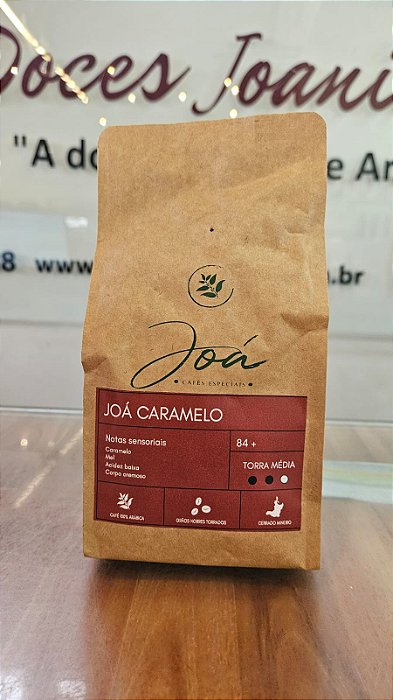 Doces Joani
"A do e Ar
8 www. .br
Joá
• CAFÉS ESPECIAIS •
JOÁ CARAMELO
Notas sensoriais
Caramelo
Mel
Acidez baixa
Corpo cremoso
84 +
TORRA MÉDIA
CAFÉ 100% ARÁBICA
GRÃOS NOBRES TORRADOS
CERRADO MINEIRO